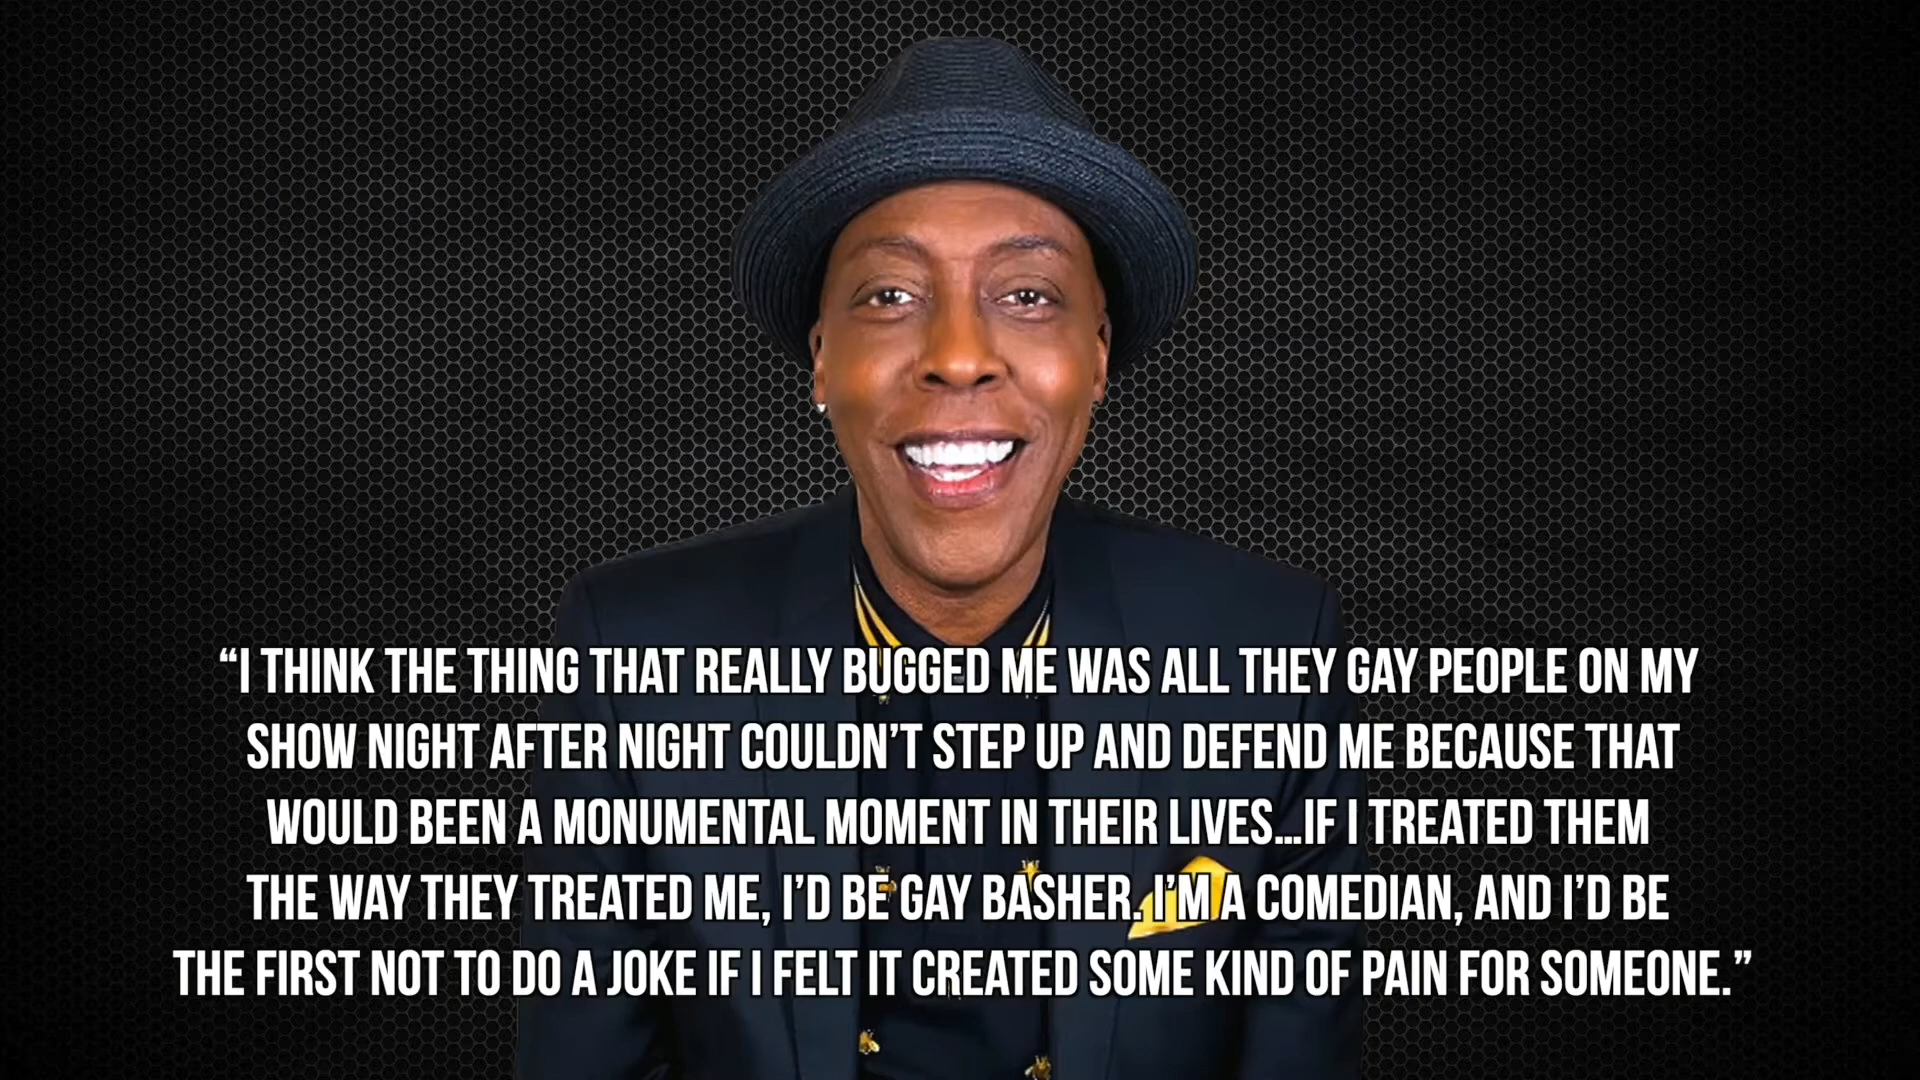 “I THINK THE THING THAT REALLY BUGGED ME WAS ALL THEY GAY PEOPLE ON MY
SHOW NIGHT AFTER NIGHT COULDN’T STEP UP AND DEFEND ME BECAUSE THAT
WOULD BEEN A MONUMENTAL MOMENT IN THEIR LIVES...IF I TREATED THEM
THE WAY THEY TREATED ME, I’D BE GAY BASHER. I’M A COMEDIAN, AND I’D BE
THE FIRST NOT TO DO A JOKE IF I FELT IT CREATED SOME KIND OF PAIN FOR SOMEONE.”